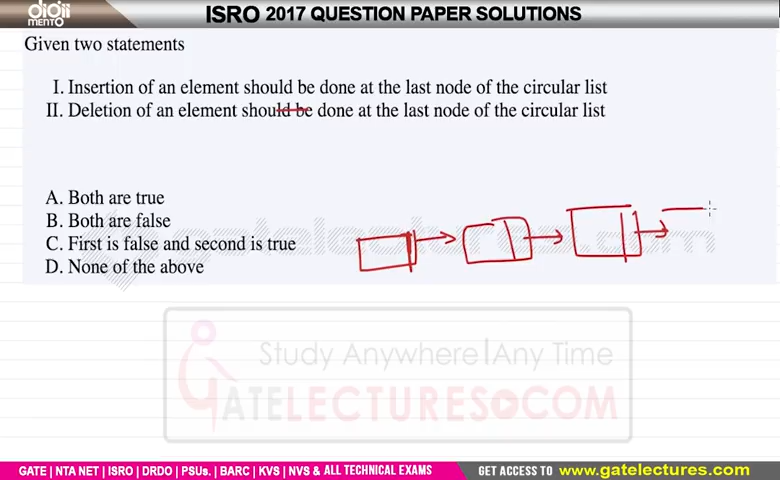 digii
MENTO
ISRO 2017 QUESTION PAPER SOLUTIONS
Given two statements
I. Insertion of an element should be done at the last node of the circular list
II. Deletion of an element should be done at the last node of the circular list
A. Both are true
B. Both are false
C. First is false and second is true
D. None of the above
gatelectures.com
Study Anywhere|Any Time
GATELECTURES.COM
GATE | NTA NET | ISRO | DRDO | PSUs. | BARC | KVS | NVS & ALL TECHNICAL EXAMS GET ACCESS TO www.gatelectures.com